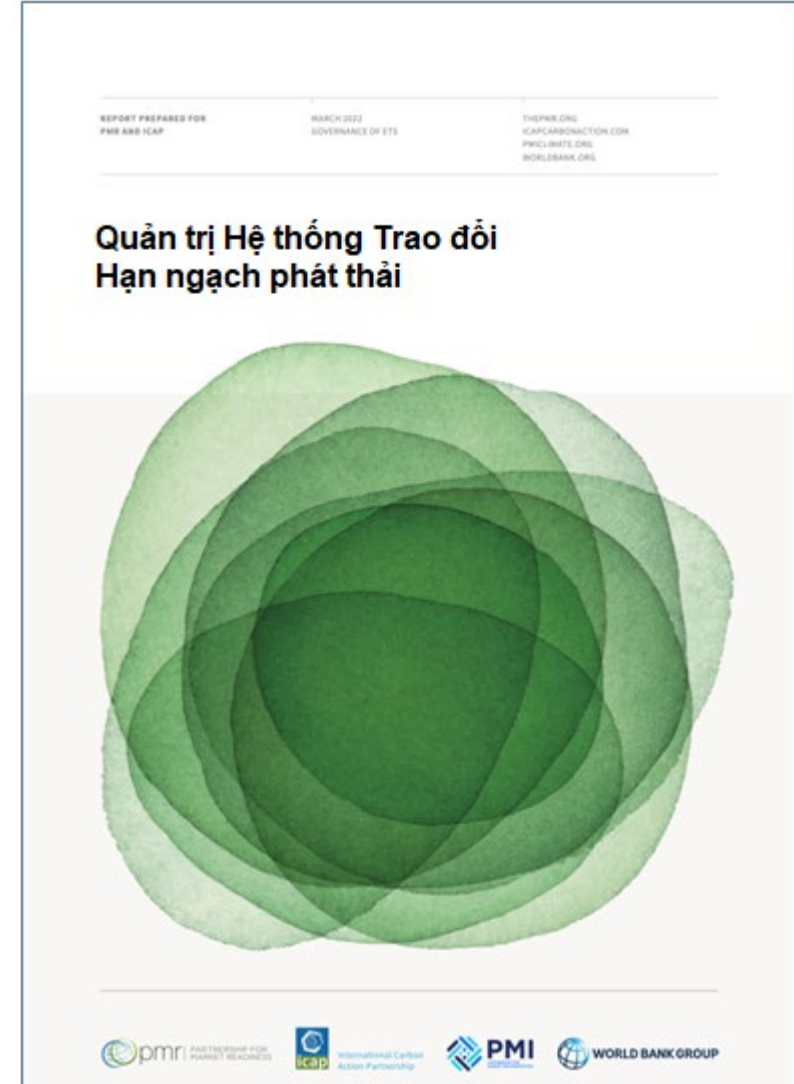 REPORT PREPARED FOR
PMR AND ICAP
MARCH 2022
GOVERNANCE OF ETS
THEPMR.ORG
ICAPCARBONACTION.COM
PMICLIMATE.ORG
WORLDBANK.ORG
Quản trị Hệ thống Trao đổi
Hạn ngạch phát thải
pmr PARTNERSHIP FOR
MARKET READINESS
icap
International Carbon
Action Partnership
PMI
WORLD BANK GROUP